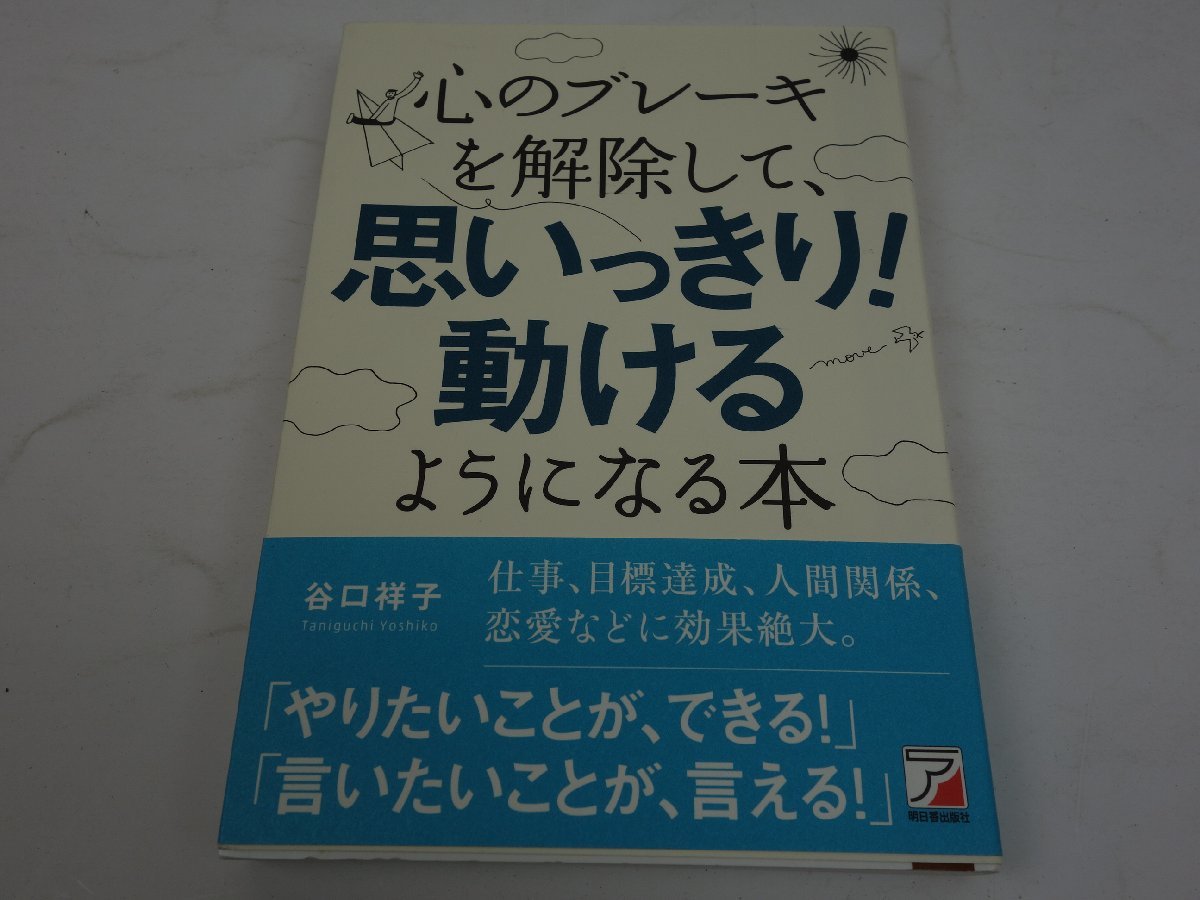 心のブレーキ
を解除して、
思いっきり!
動ける
move
ようになる本
谷口祥子
Taniguchi Yoshiko
仕事、目標達成、人間関係、
恋愛などに効果絶大。
「やりたいことが、できる!」
「言いたいことが、言える!」
ア
明日香出版社